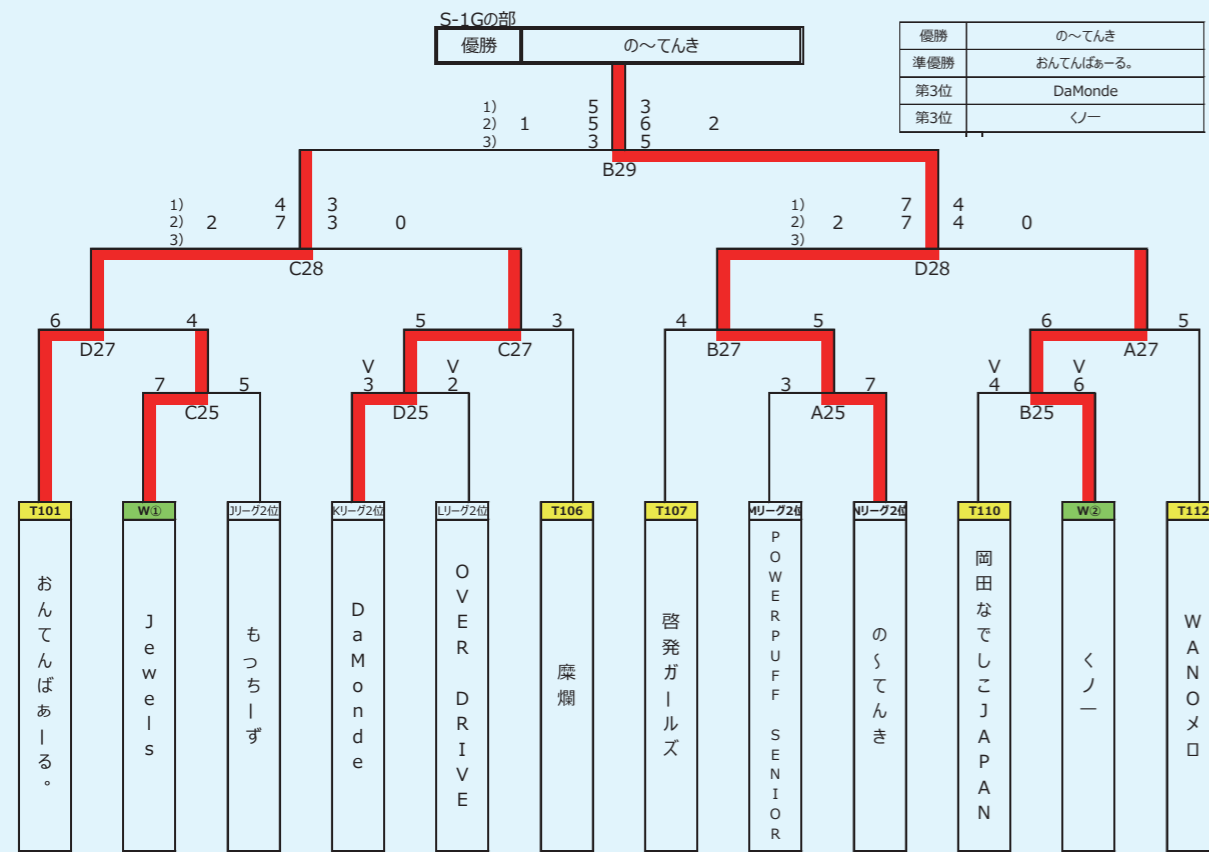 S-1Gの部
優勝 の～てんき
優勝 の～てんき
準優勝 おんてんばぁーる。
第3位 DaMonde
第3位 くノ一
1) 5 3
2) 1 5 6 2
3) 3 5
B29
1) 4 3
2) 2 7 3 0
3)
C28
1) 7 4
2) 2 7 4 0
3)
D28
6 4
D27
5 3
C27
4 5
B27
6 5
A27
7 5
C25
V V
3 2
D25
3 7
A25
V V
4 6
B25
T101 W① Jリーグ2位 Kリーグ2位 Lリーグ2位 T106 T107 Mリーグ2位 Nリーグ2位 T110 W② T112
おんてんばぁーる。
Jewels
もつちーず
DaMonde
OVER DRIVE
糜爛
啓発ガールズ
POWERPUFF SENIOR
の～てんき
岡田なでしこJAPAN
くノ一
WANOメロ